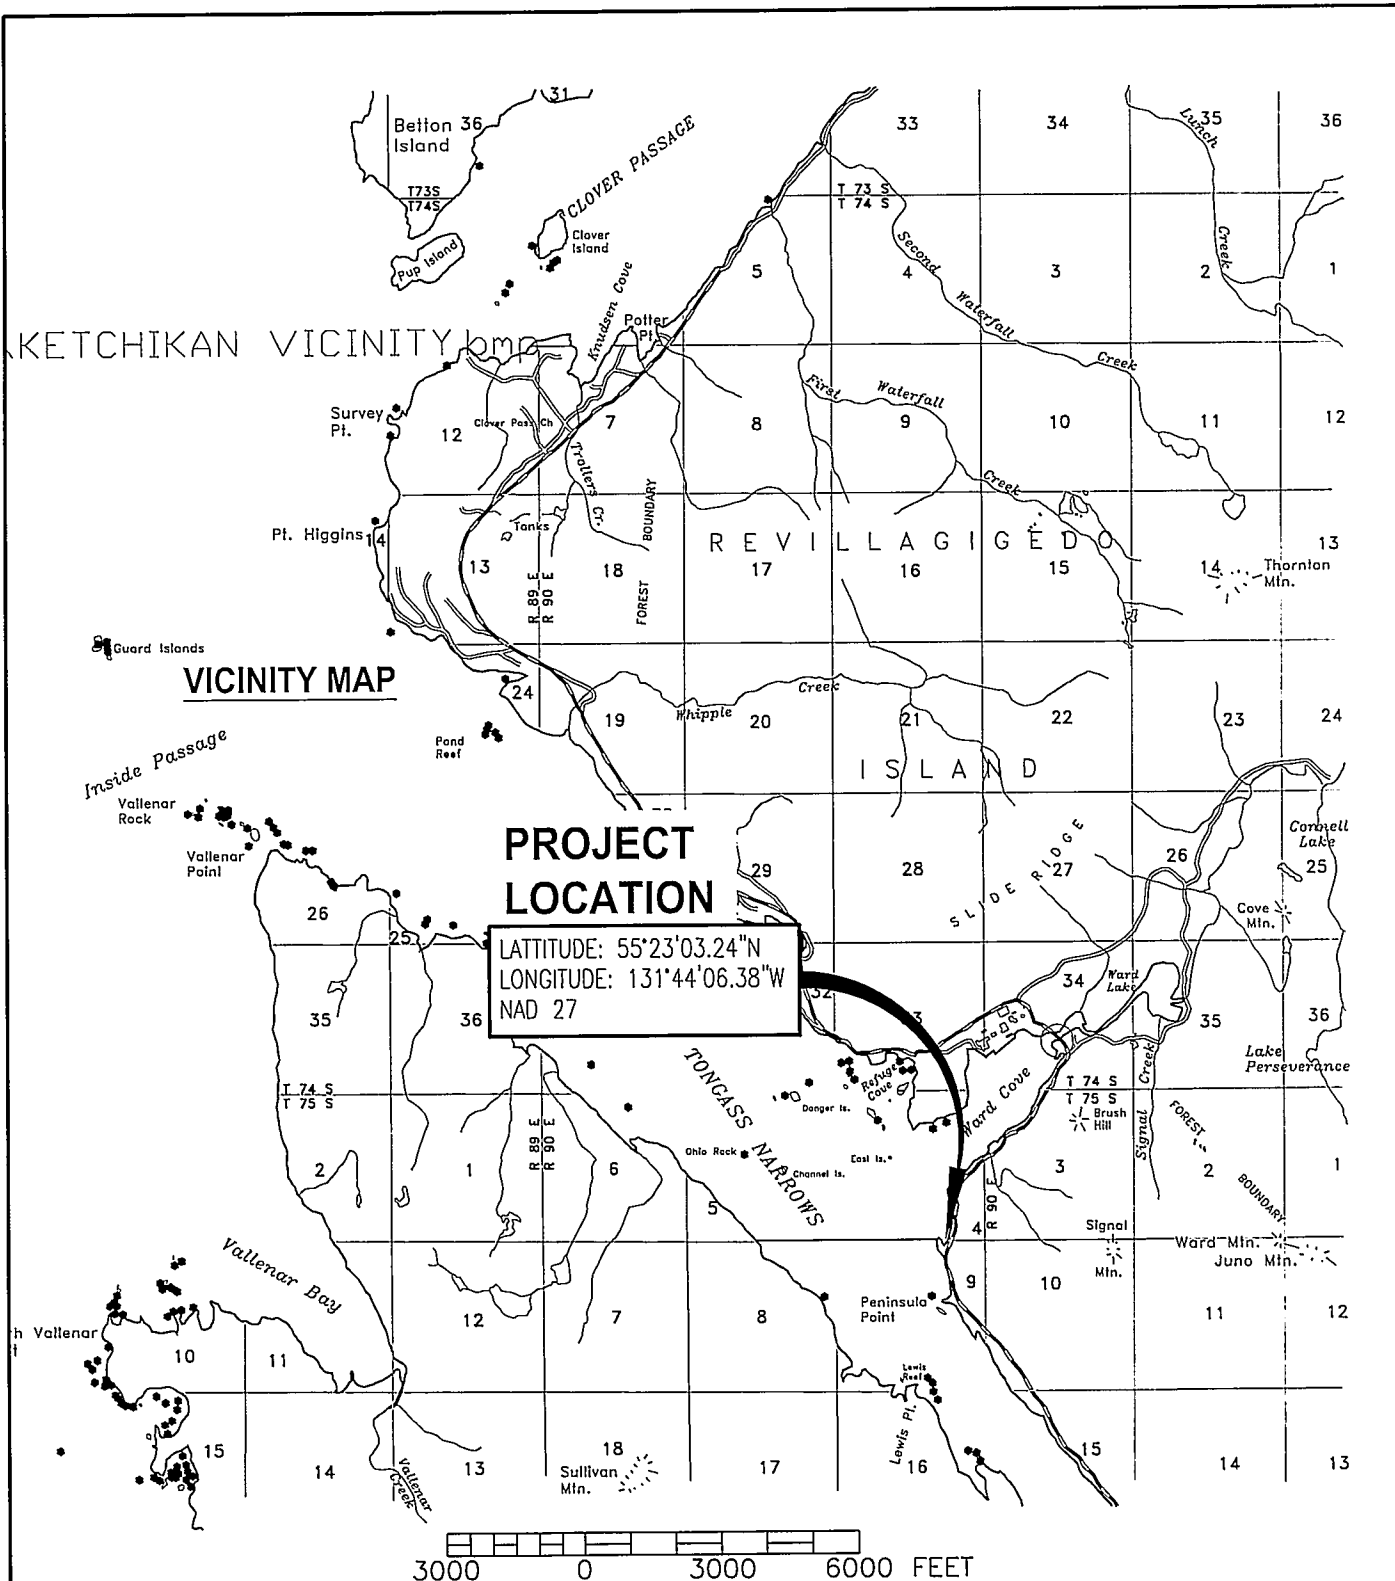 31
Betton 36
Island
T73S
T74S
CLOVER PASSAGE
33
34
35
36
Lunch
Creek
T 73 S
T 74 S
Clover
Island
Pup Island
Second
Waterfall
Creek
5
4
3
2
1
Knudsen Cove
Potter
Pt.
KETCHIKAN VICINITY.bmp
First
Waterfall
Creek
Survey
Pt.
12
Clover Pass Ch
7
8
9
10
11
12
Trollers
Cr.
FOREST BOUNDARY
Pt. Higgins
14
Tanks
REVILLAGIGEDO
13
R 89 E
R 90 E
18
17
16
15
14
Thornton
Mtn.
13
Guard Islands
VICINITY MAP
24
19
Whipple
Creek
20
21
22
23
24
Pond
Reef
ISLAND
Inside Passage
Vallenar
Rock
Vallenar
Point
PROJECT
LOCATION
29
28
SLIDE RIDGE
27
26
Connell
Lake
25
26
25
Cove
Mtn.
LATTITUDE: 55°23'03.24"N
LONGITUDE: 131°44'06.38"W
NAD 27
32
34
Ward
Lake
35
36
35
36
Lake
Perseverance
TONGASS NARROWS
Refuge
Cove
Ward Cove
Danger Is.
T 74 S
T 75 S
T 74 S
T 75 S
Brush
Hill
Signal
Creek
FOREST
BOUNDARY
R 89 E
R 90 E
2
1
6
Ohio Rock
East Is.
Channel Is.
5
3
2
1
4
R 90 E
Signal
Mtn.
Ward Mtn.
Juno Mtn.
Vallenar Bay
12
7
8
Peninsula
Point
9
10
11
12
h Vallenar
t
10
11
Lewis
Reef
Lewis Pt.
15
14
Vallenar
Creek
13
18
Sullivan
Mtn.
17
16
15
14
13
3000 0 3000 6000 FEET